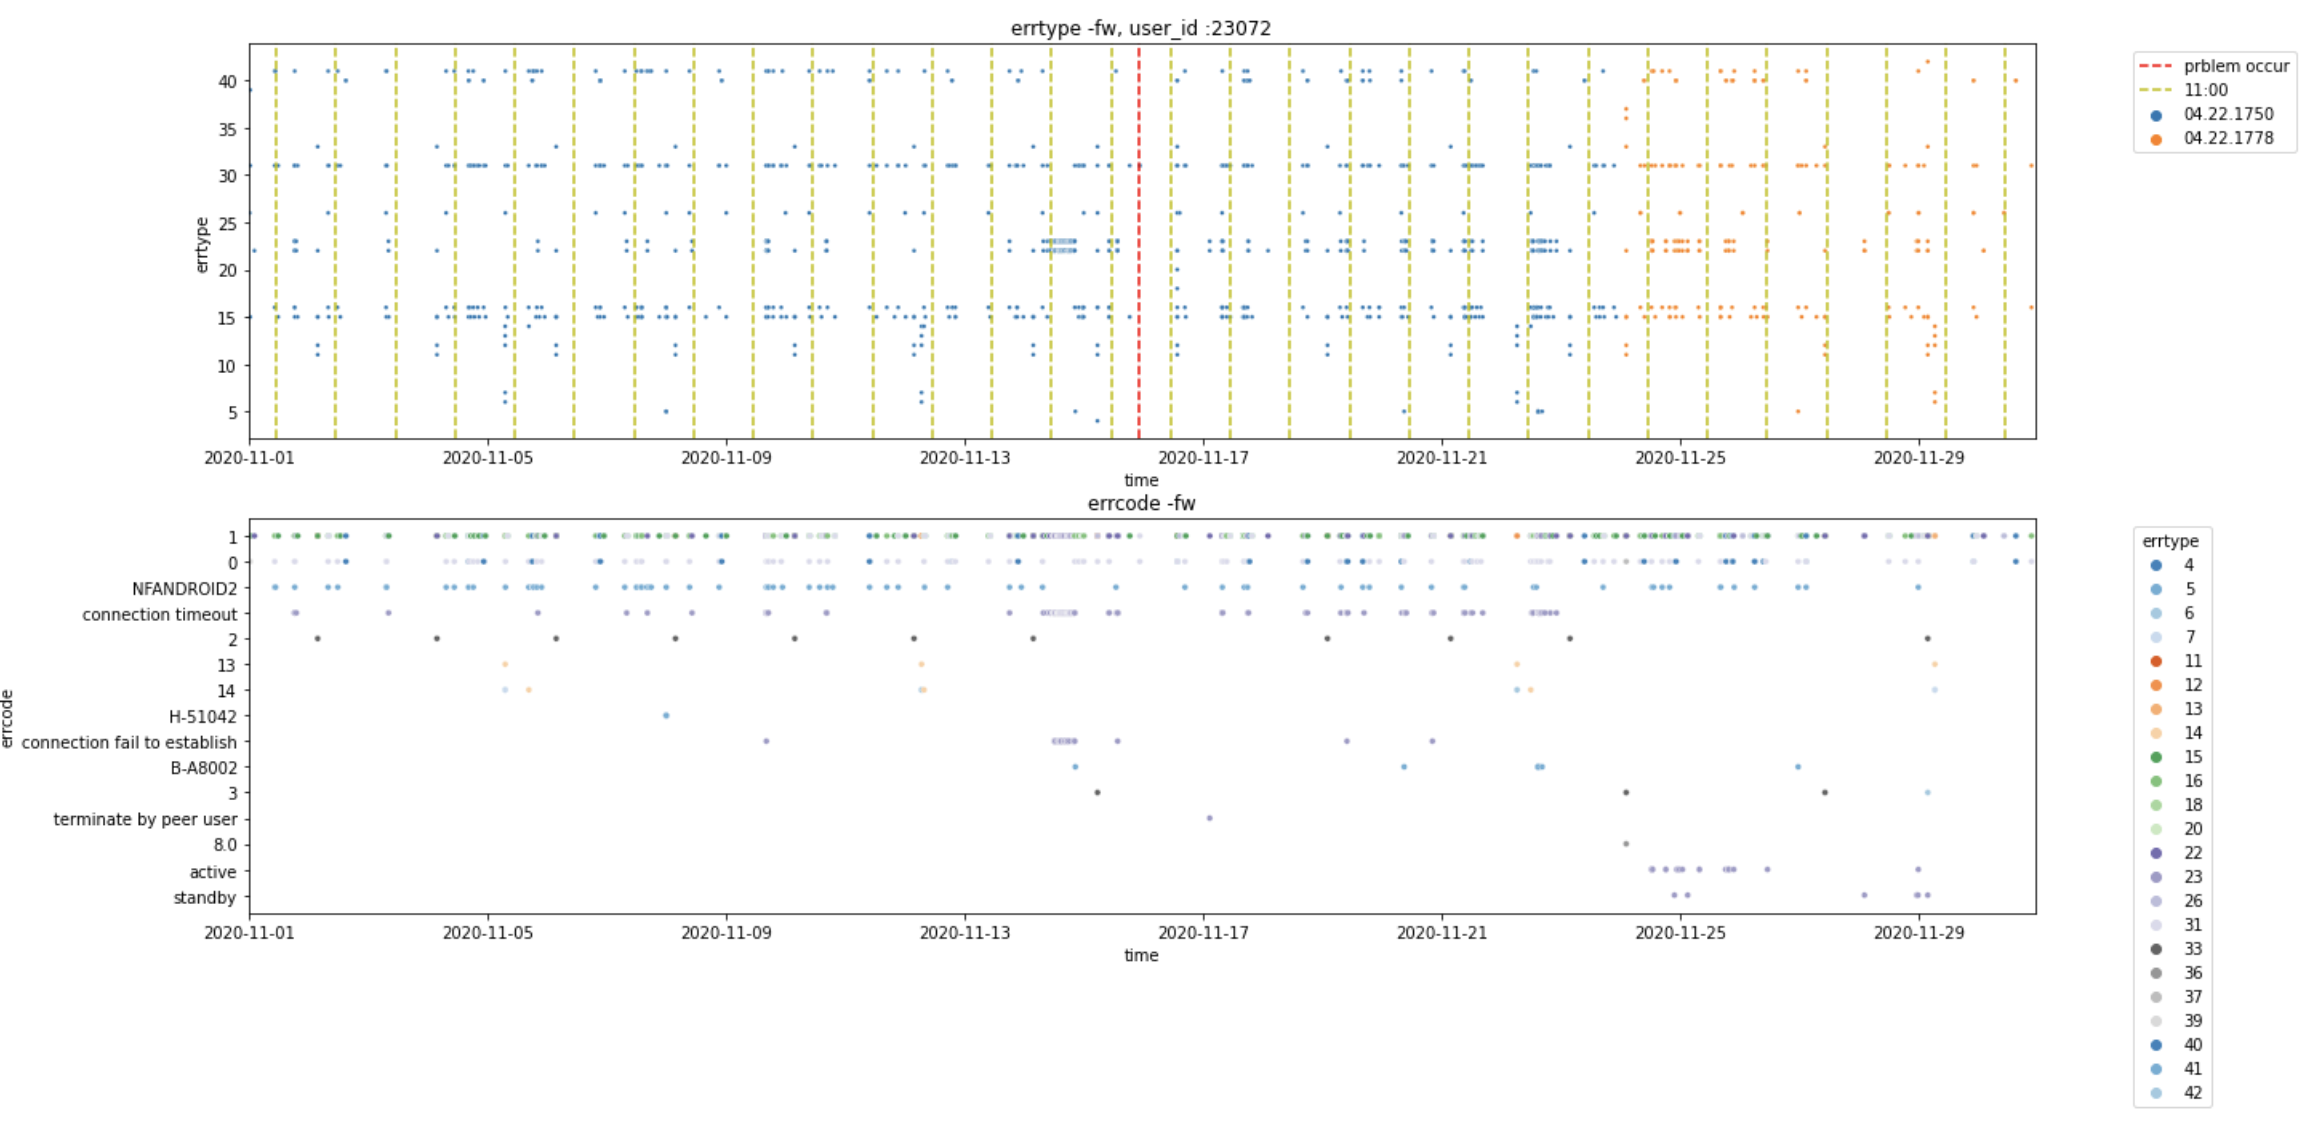 errtype -fw, user_id :23072
errtype
40
35
30
25
20
15
10
5
2020-11-01 2020-11-05 2020-11-09 2020-11-13 2020-11-17 2020-11-21 2020-11-25 2020-11-29
time
prblem occur
11:00
04.22.1750
04.22.1778
errcode -fw
errcode
1
0
NFANDROID2
connection timeout
2
13
14
H-51042
connection fail to establish
B-A8002
3
terminate by peer user
8.0
active
standby
2020-11-01 2020-11-05 2020-11-09 2020-11-13 2020-11-17 2020-11-21 2020-11-25 2020-11-29
time
errtype
4
5
6
7
11
12
13
14
15
16
18
20
22
23
26
31
33
36
37
39
40
41
42